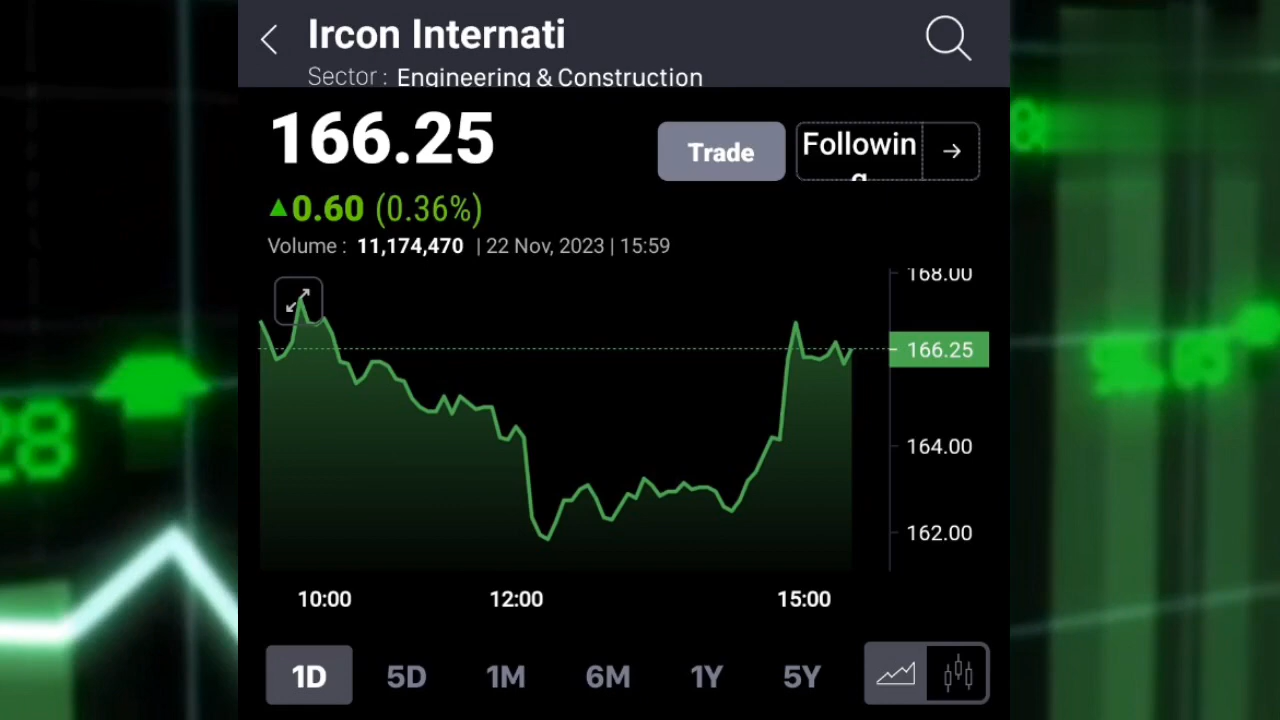 Ircon Internati
Sector : Engineering & Construction
166.25
Trade
Followin
g
→
▲0.60 (0.36%)
Volume : 11,174,470 | 22 Nov, 2023 | 15:59
168.00
166.25
164.00
162.00
10:00 12:00 15:00
1D 5D 1M 6M 1Y 5Y
28